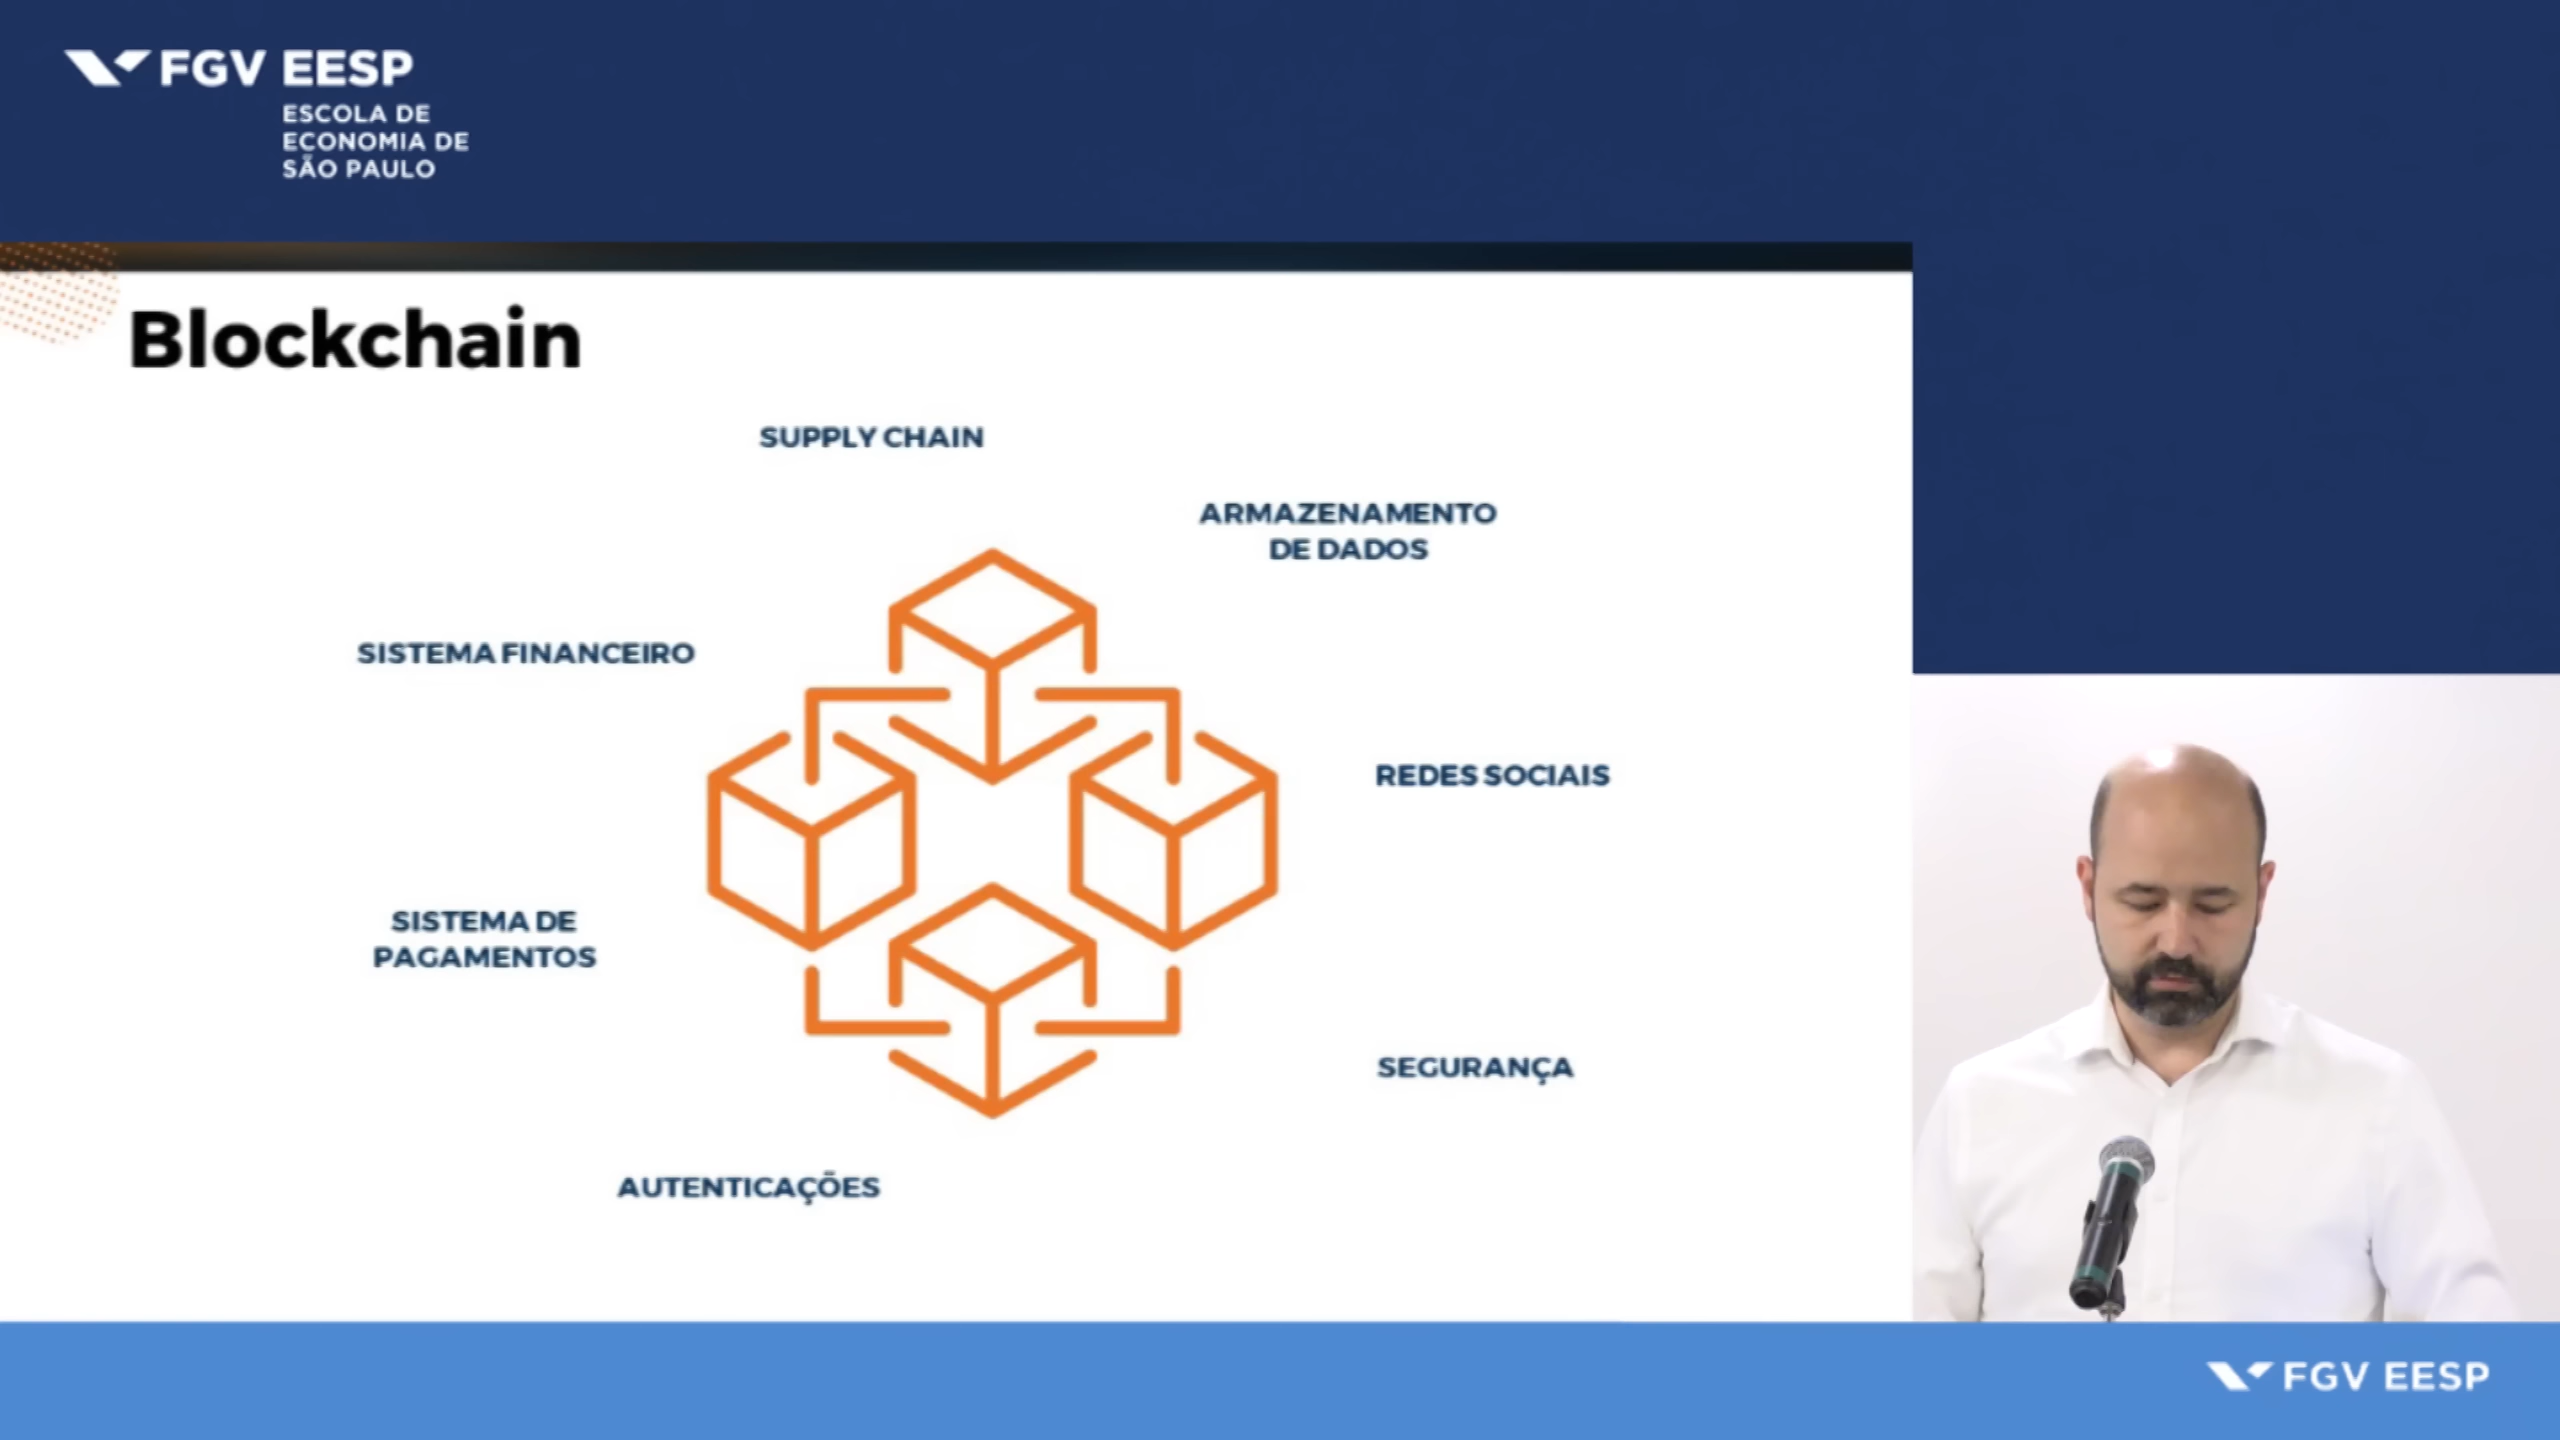 FGV EESP
ESCOLA DE
ECONOMIA DE
SÃO PAULO
Blockchain
SUPPLY CHAIN
ARMAZENAMENTO
DE DADOS
SISTEMA FINANCEIRO
REDES SOCIAIS
SISTEMA DE
PAGAMENTOS
SEGURANÇA
AUTENTICAÇÕES
FGV EESP